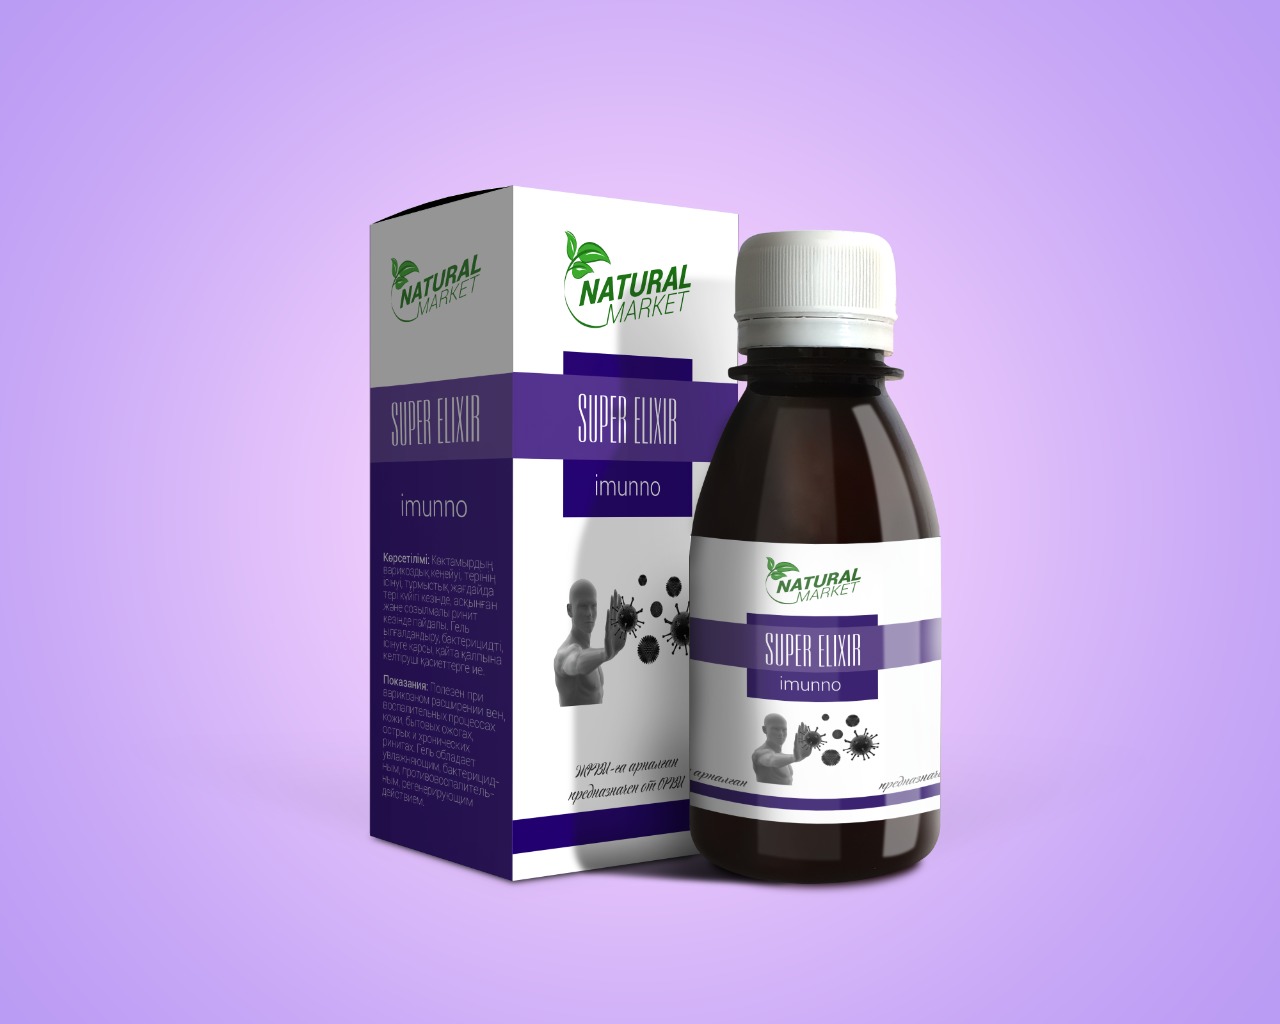 NATURAL
MARKET
SUPER ELIXIR
imunno
Көрсетілімі: Көктамырдың
варикоздық кеңейуі, терінің
ісінуі, тұрмыстық жағдайда
тері күйігі кезінде, асқынған
және созылмалы ринит
кезінде пайдалы. Гель
ылғалдандыру, бактерицидті,
ісінуге қарсы, қайта қалпына
келтіруші қасиеттерге ие.
Показания: Полезен при
варикозном расширении вен,
воспалительных процессах
кожи, бытовых ожогах,
острых и хронических
ринитах. Гель обладает
увлажняющим, бактерицид-
ным, противовоспалитель-
ным, регенерирующим
действием.
NATURAL
MARKET
SUPER ELIXIR
imunno
ЖРВИ-ға арналған
предназначен от ОРВИ
NATURAL
MARKET
SUPER ELIXIR
imunno
арналған
предназначе